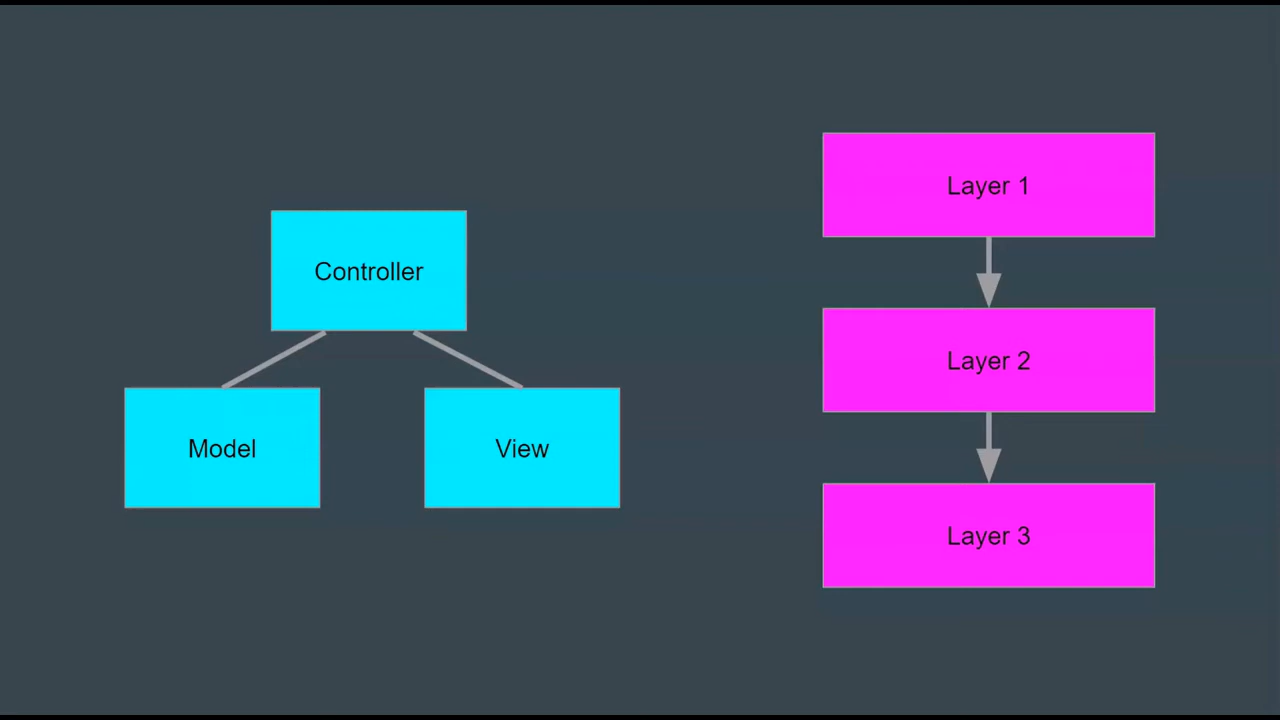 Controller
Model
View
Layer 1
Layer 2
Layer 3